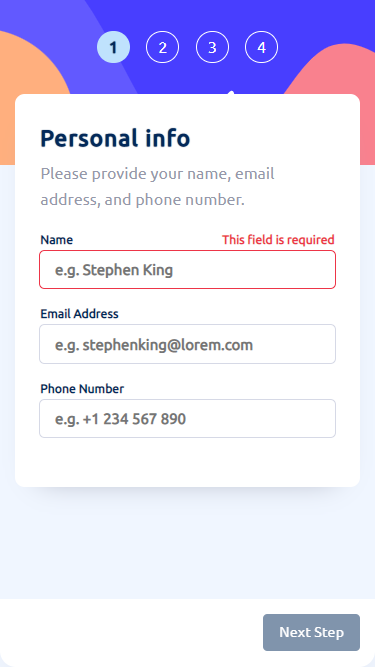 1 2 3 4
Personal info
Please provide your name, email
address, and phone number.
Name This field is required
e.g. Stephen King
Email Address
e.g. stephenking@lorem.com
Phone Number
e.g. +1 234 567 890
Next Step